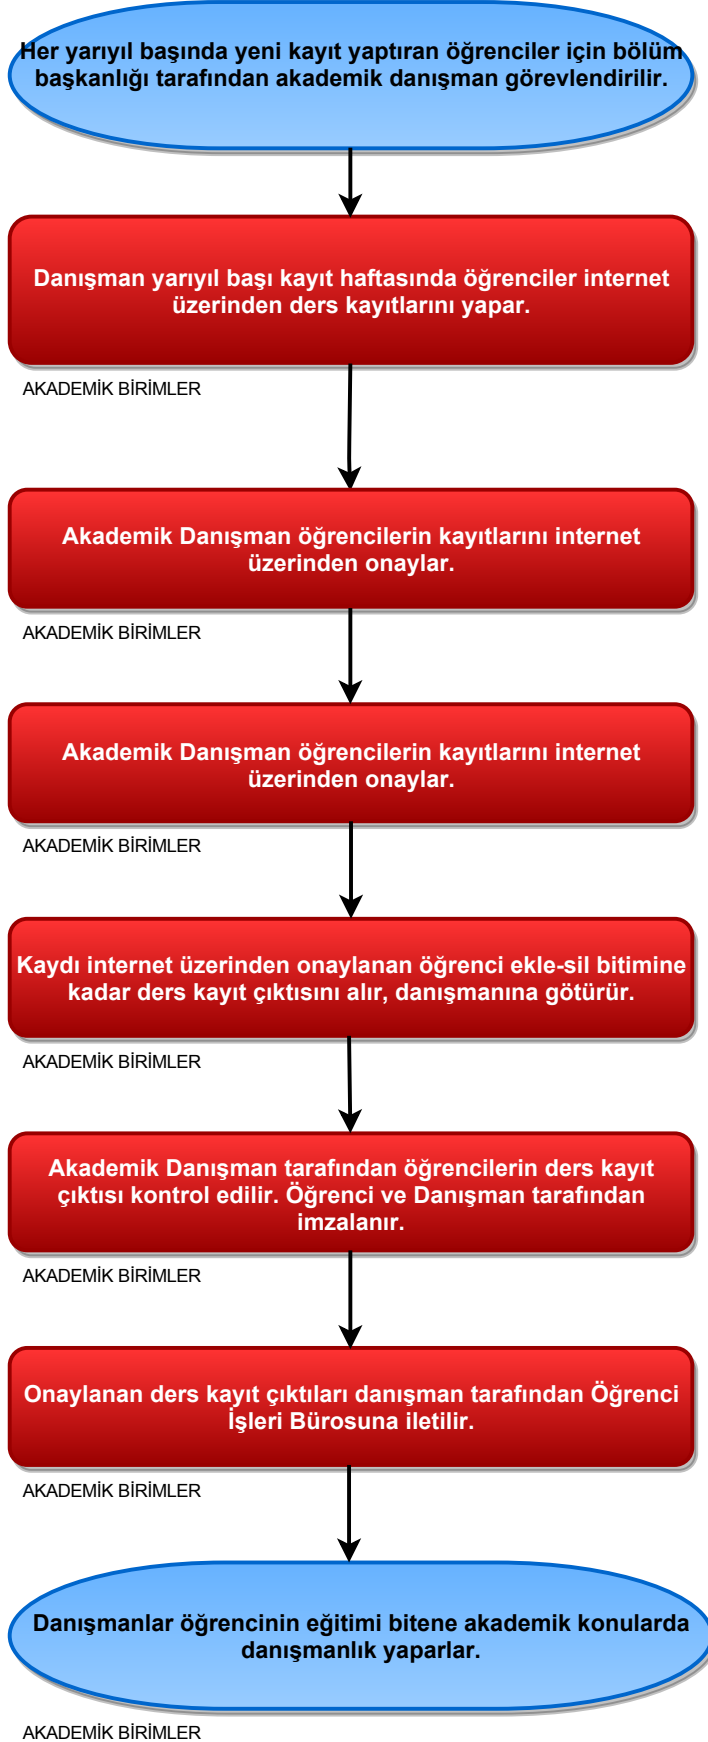 Her yarıyıl başında yeni kayıt yaptıran öğrenciler için bölüm
başkanlığı tarafından akademik danışman görevlendirilir.
Danışman yarıyıl başı kayıt haftasında öğrenciler internet
üzerinden ders kayıtlarını yapar.
AKADEMİK BİRİMLER
Akademik Danışman öğrencilerin kayıtlarını internet
üzerinden onaylar.
AKADEMİK BİRİMLER
Akademik Danışman öğrencilerin kayıtlarını internet
üzerinden onaylar.
AKADEMİK BİRİMLER
Kaydı internet üzerinden onaylanan öğrenci ekle-sil bitimine
kadar ders kayıt çıktısını alır, danışmanına götürür.
AKADEMİK BİRİMLER
Akademik Danışman tarafından öğrencilerin ders kayıt
çıktısı kontrol edilir. Öğrenci ve Danışman tarafından
imzalanır.
AKADEMİK BİRİMLER
Onaylanan ders kayıt çıktıları danışman tarafından Öğrenci
İşleri Bürosuna iletilir.
AKADEMİK BİRİMLER
Danışmanlar öğrencinin eğitimi bitene akademik konularda
danışmanlık yaparlar.
AKADEMİK BİRİMLER